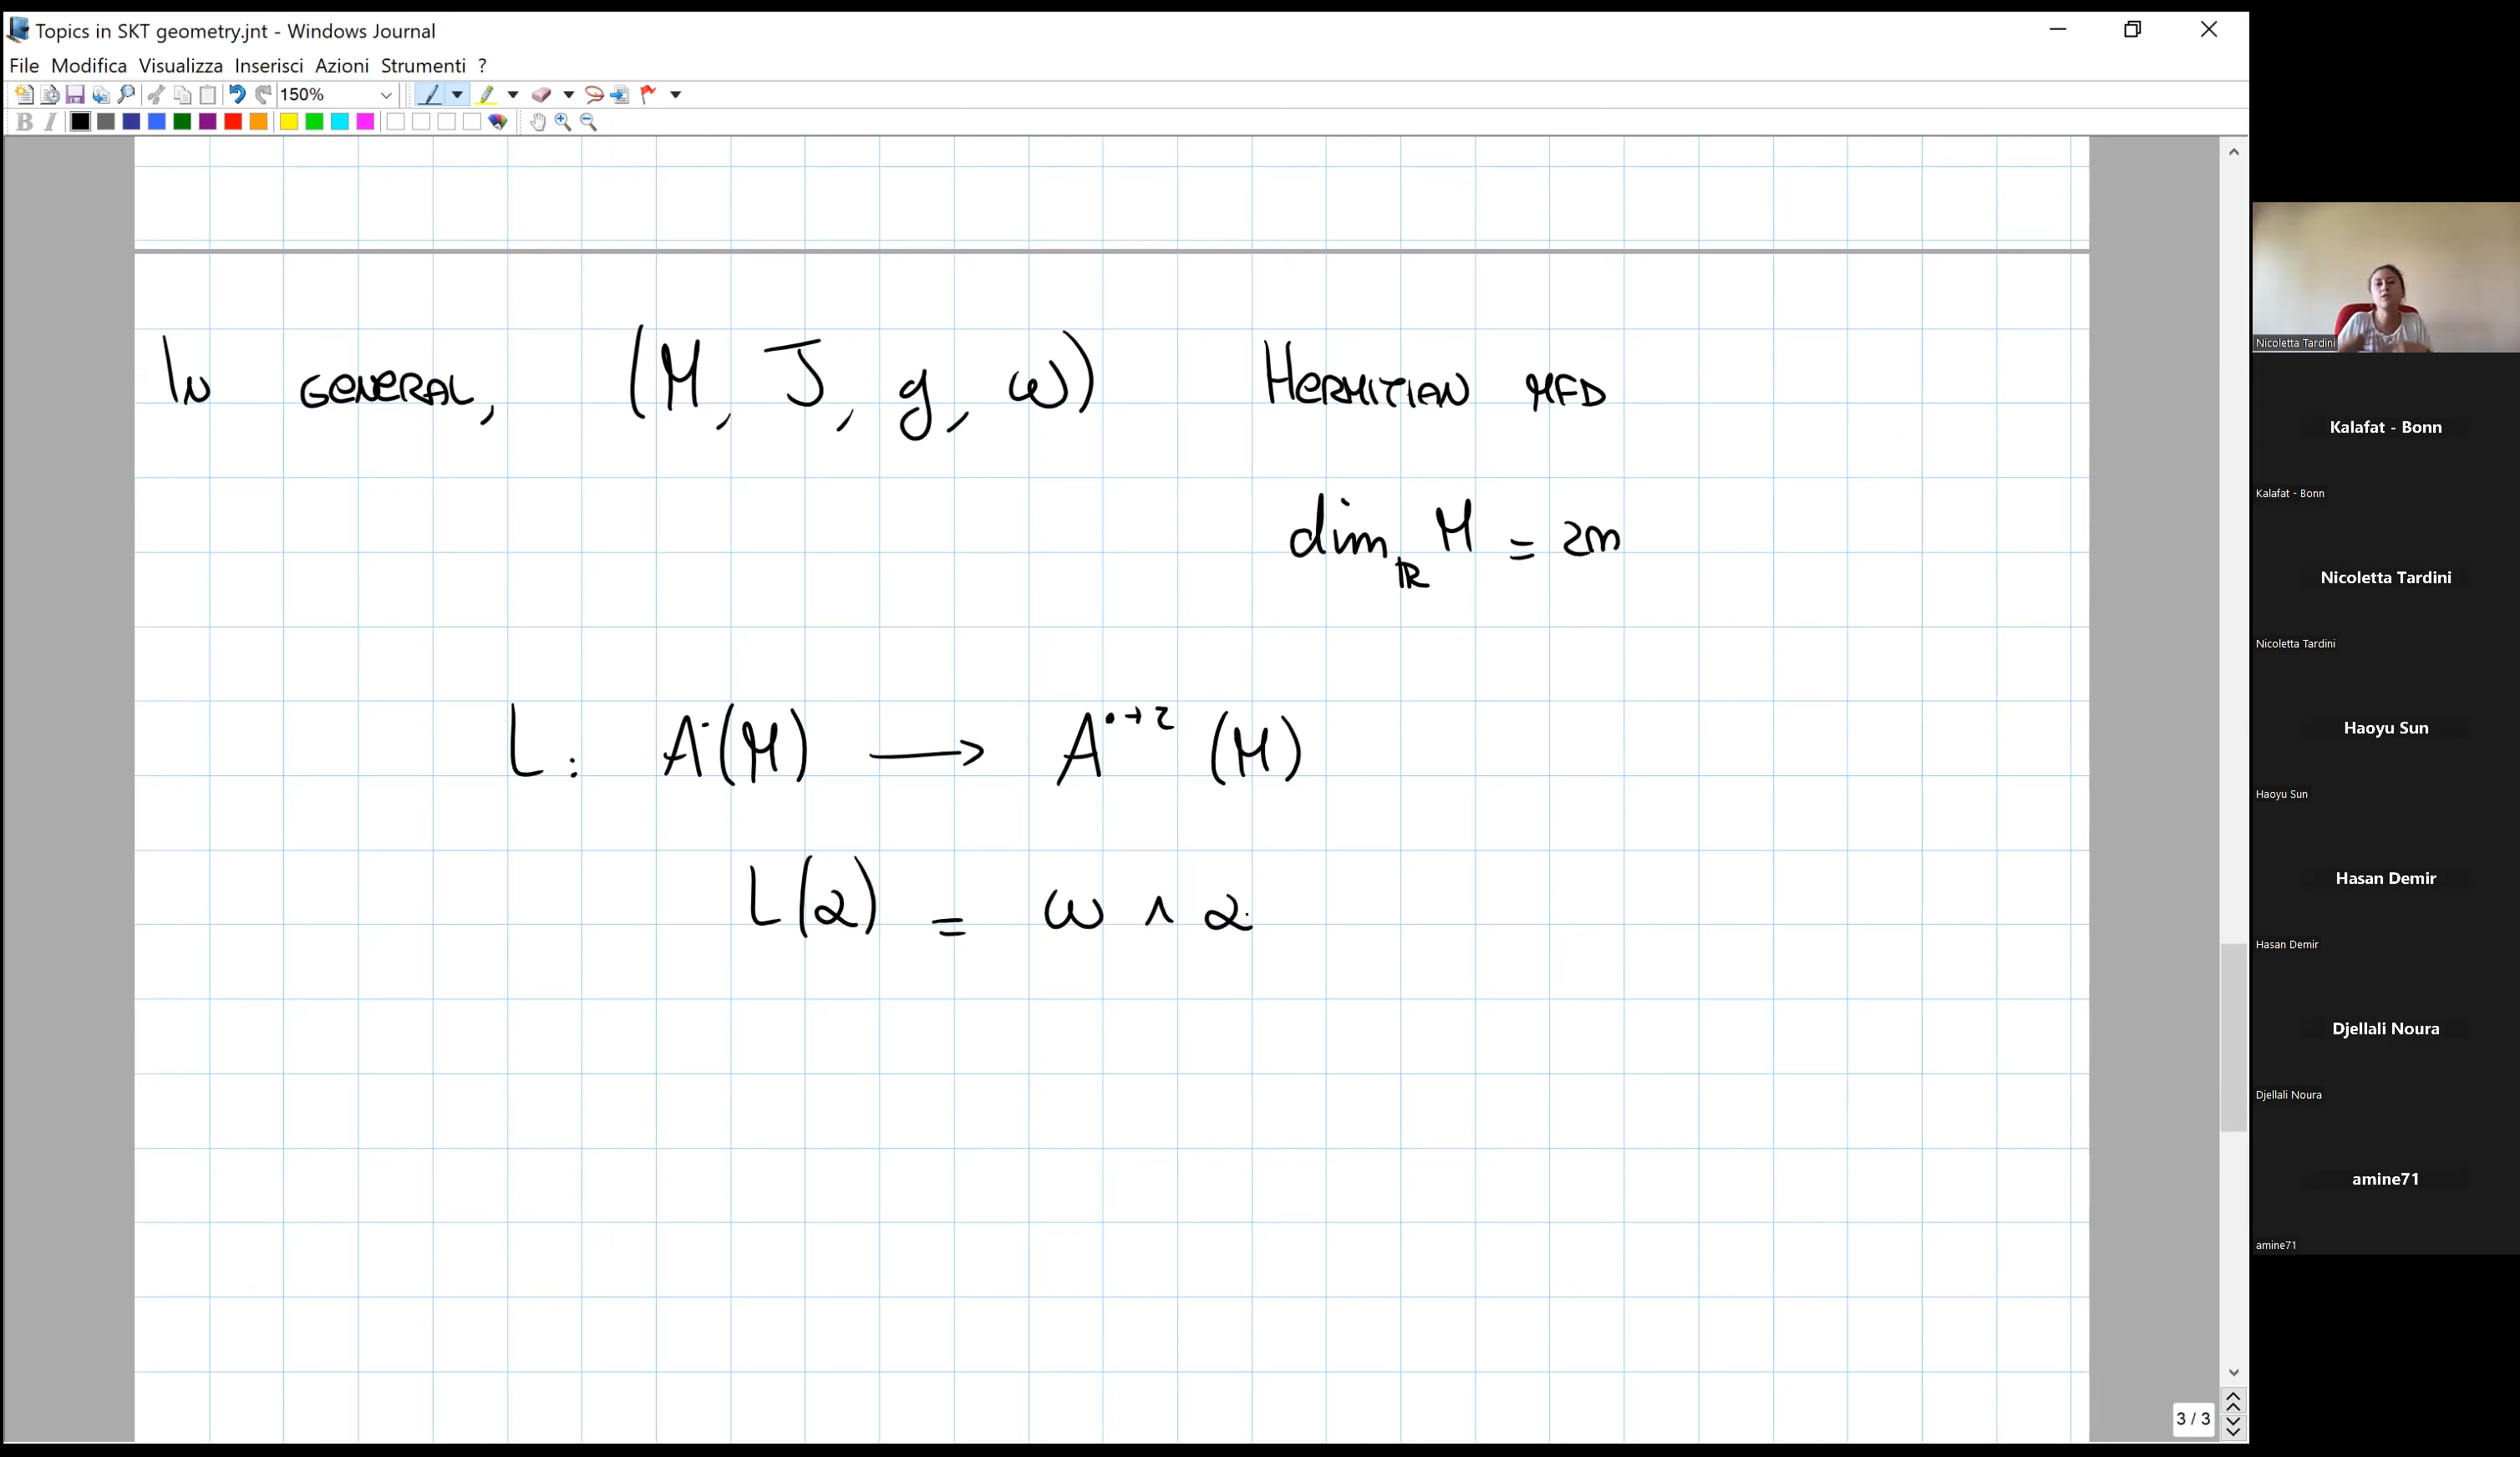 Topics in SKT geometry.jnt - Windows Journal
File Modifica Visualizza Inserisci Azioni Strumenti ?
150%
B I
In general, (M, J, g, ω) Hermitian mfd
dim_ℝ M = 2n
L: A^•(M) ⟶ A^{•+2}(M)
L(α) = ω ∧ α
3 / 3
Nicoletta Tardini
Kalafat - Bonn
Kalafat - Bonn
Nicoletta Tardini
Nicoletta Tardini
Haoyu Sun
Haoyu Sun
Hasan Demir
Hasan Demir
Djellali Noura
Djellali Noura
amine71
amine71